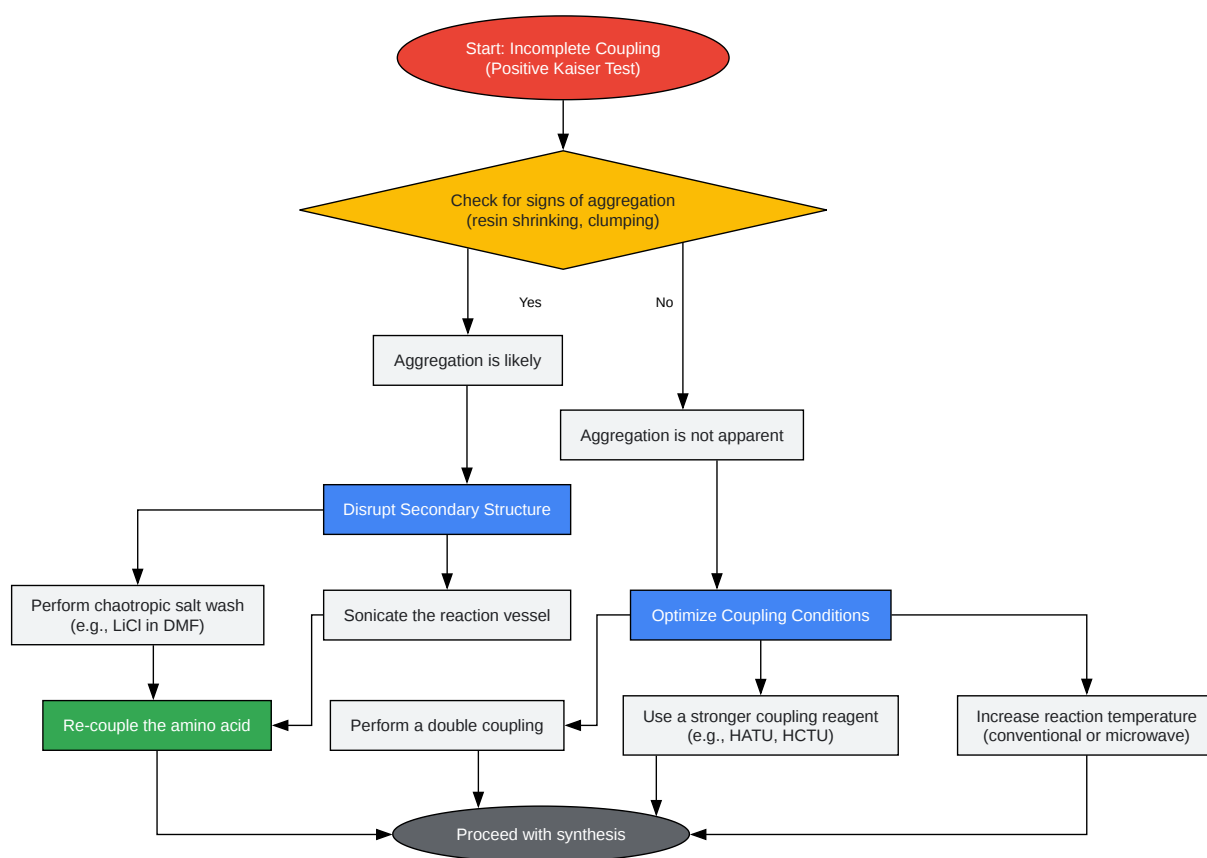 Start: Incomplete Coupling
(Positive Kaiser Test)
Check for signs of aggregation
(resin shrinking, clumping)
Yes
No
Aggregation is likely
Aggregation is not apparent
Disrupt Secondary Structure
Perform chaotropic salt wash
(e.g., LiCl in DMF)
Sonicate the reaction vessel
Optimize Coupling Conditions
Re-couple the amino acid
Perform a double coupling
Use a stronger coupling reagent
(e.g., HATU, HCTU)
Increase reaction temperature
(conventional or microwave)
Proceed with synthesis